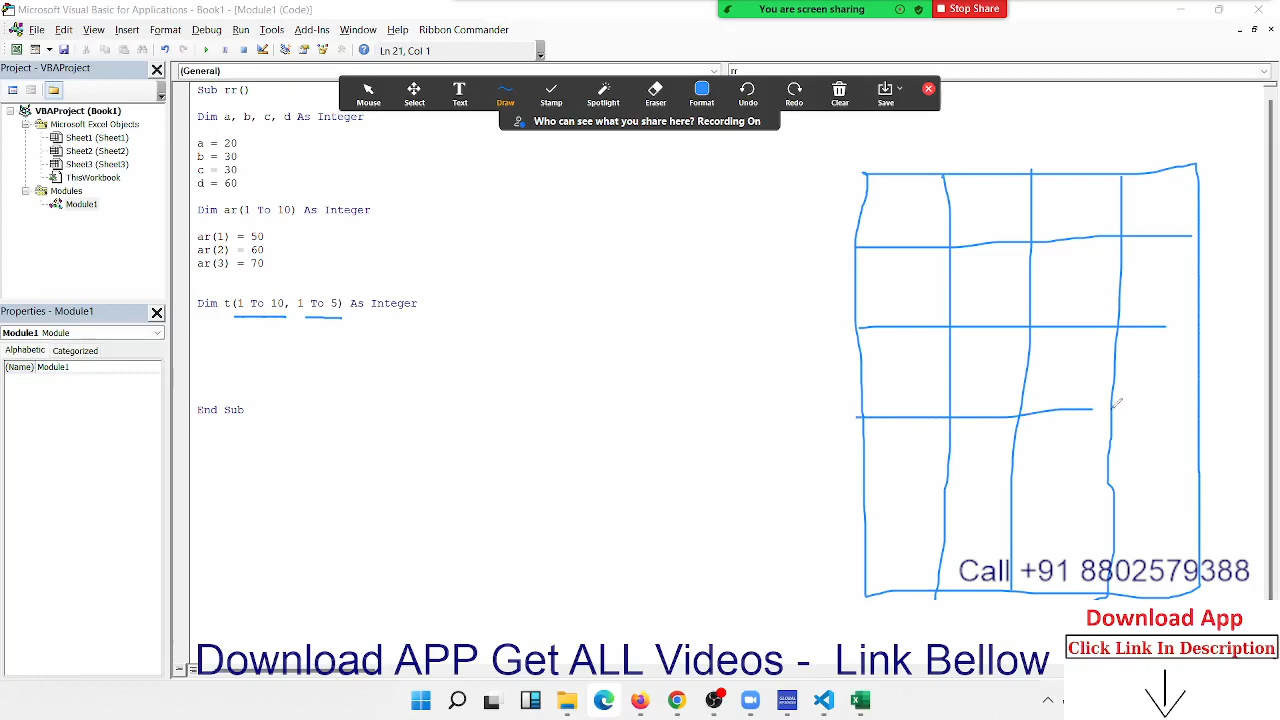 Microsoft Visual Basic for Applications - Book1 - [Module1 (Code)]
You are screen sharing
Stop Share
File Edit View Insert Format Debug Run Tools Add-Ins Window Help Ribbon Commander
Ln 21, Col 1
Project - VBAProject
(General)
rr
VBAProject (Book1)
Microsoft Excel Objects
Sheet1 (Sheet1)
Sheet2 (Sheet2)
Sheet3 (Sheet3)
ThisWorkbook
Modules
Module1
Mouse Select Text Draw Stamp Spotlight Eraser Format Undo Redo Clear Save
Who can see what you share here? Recording On
Sub rr()
Dim a, b, c, d As Integer
a = 20
b = 30
c = 30
d = 60
Dim ar(1 To 10) As Integer
ar(1) = 50
ar(2) = 60
ar(3) = 70
Dim t(1 To 10, 1 To 5) As Integer
End Sub
Properties - Module1
Module1 Module
Alphabetic Categorized
(Name) Module1
Call +91 8802579388
Download App
Click Link In Description
Download APP Get ALL Videos - Link Bellow